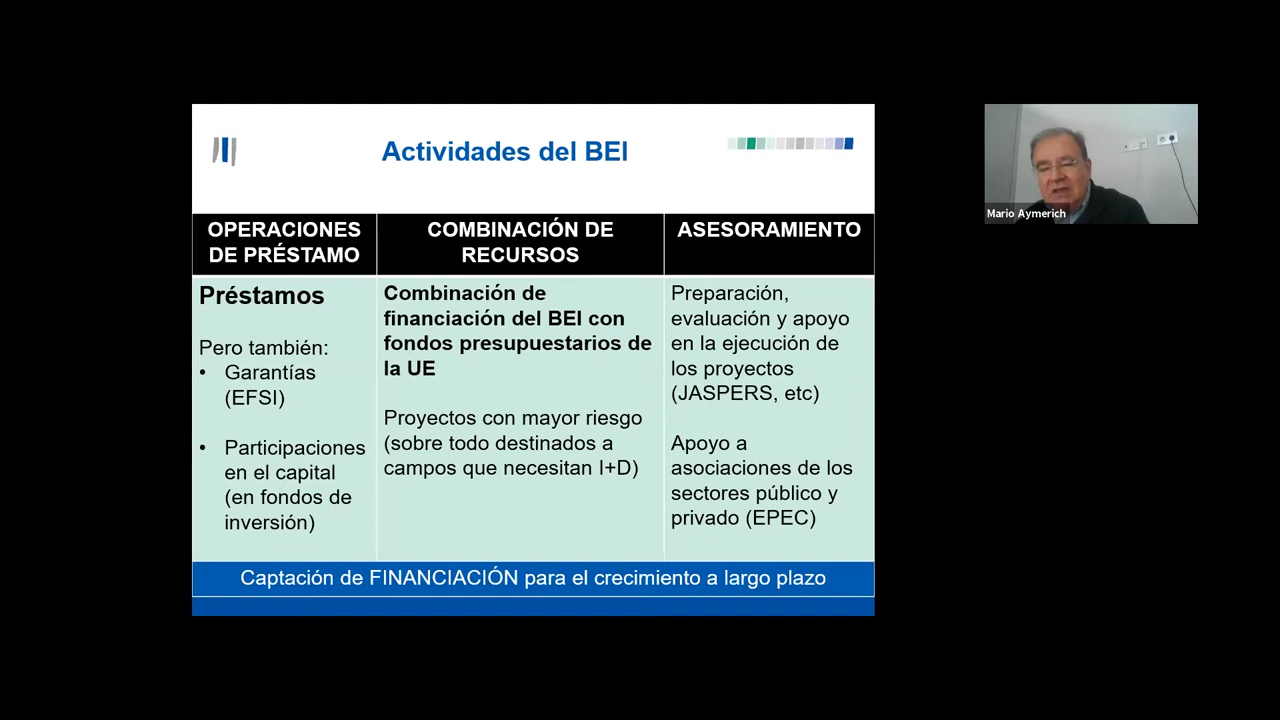 Actividades del BEI
OPERACIONES
DE PRÉSTAMO
COMBINACIÓN DE
RECURSOS
ASESORAMIENTO
Préstamos
Pero también:
• Garantías
(EFSI)
• Participaciones
en el capital
(en fondos de
inversión)
Combinación de
financiación del BEI con
fondos presupuestarios de
la UE
Proyectos con mayor riesgo
(sobre todo destinados a
campos que necesitan I+D)
Preparación,
evaluación y apoyo
en la ejecución de
los proyectos
(JASPERS, etc)
Apoyo a
asociaciones de los
sectores público y
privado (EPEC)
Captación de FINANCIACIÓN para el crecimiento a largo plazo
Mario Aymerich